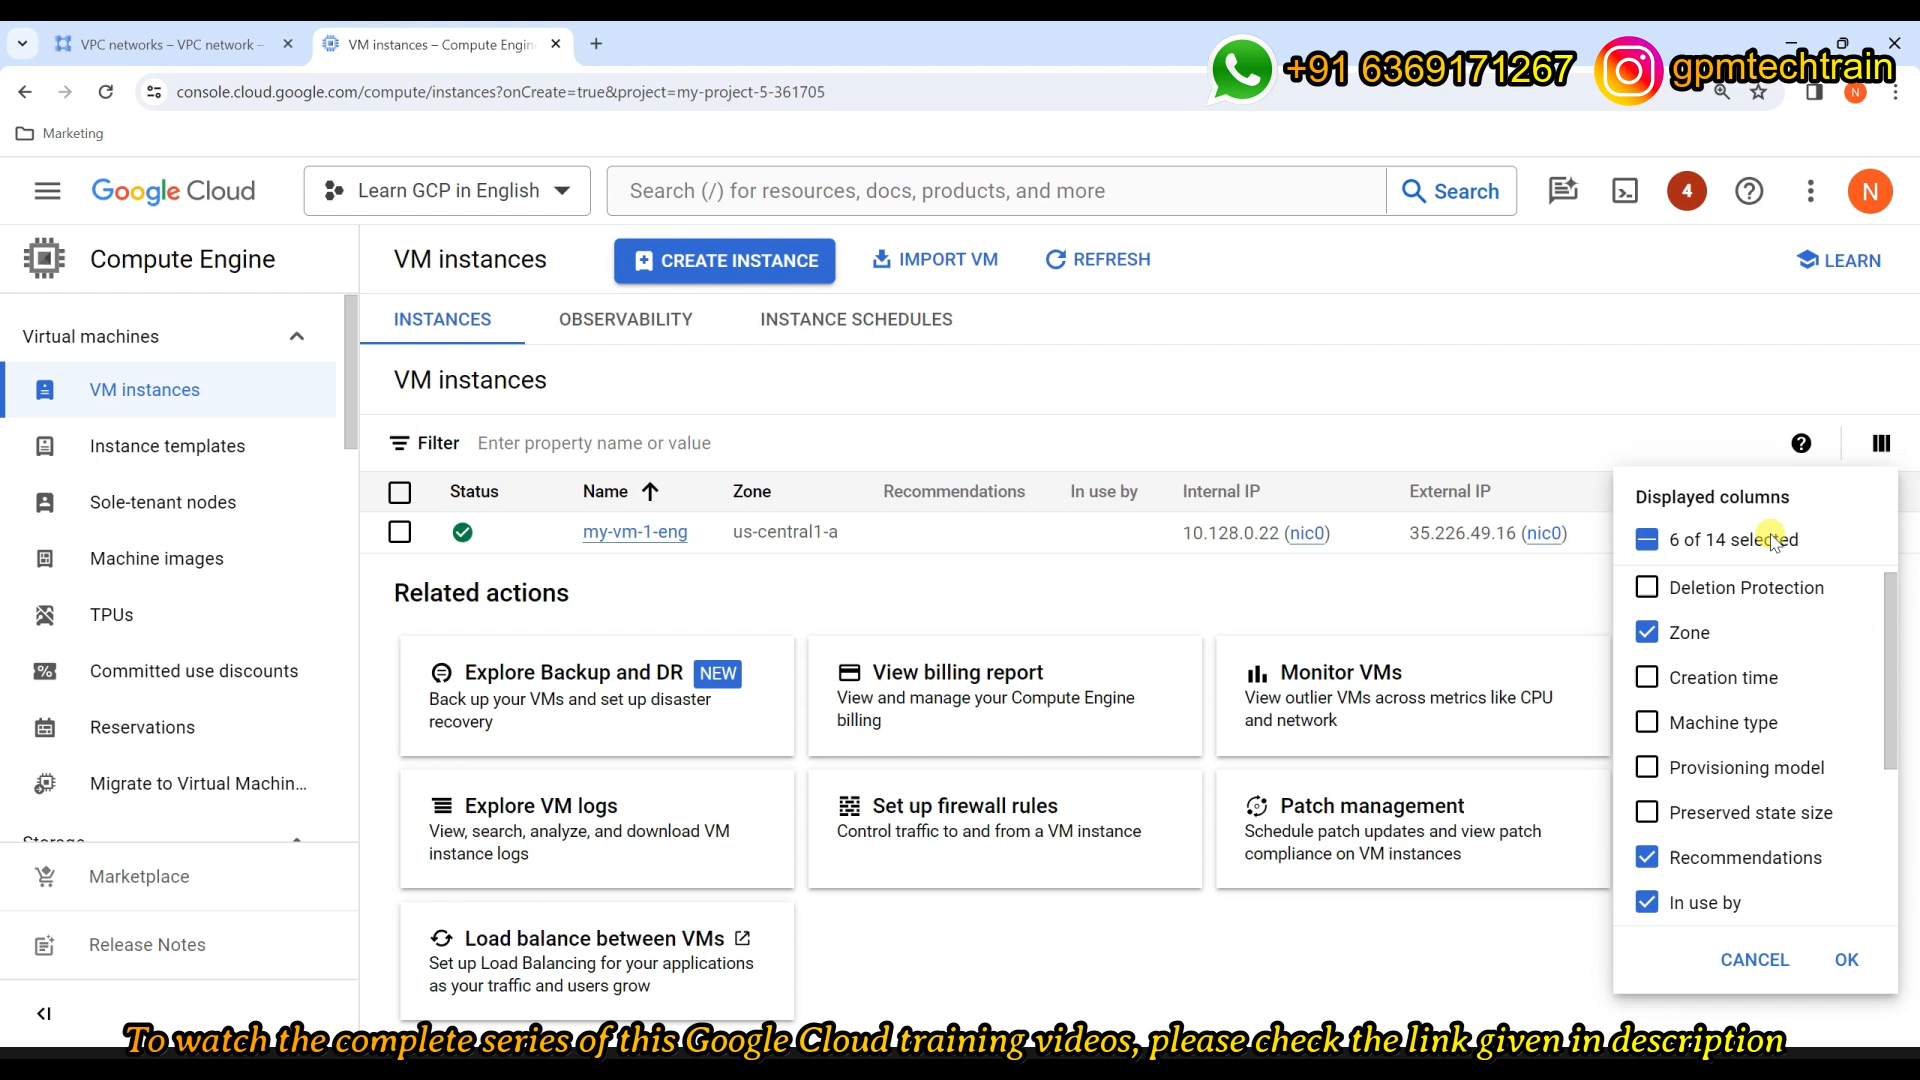 VPC networks – VPC network –
VM instances – Compute Engin
+91 6369171267
gpmtechtrain
console.cloud.google.com/compute/instances?onCreate=true&project=my-project-5-361705
N
Marketing
Google Cloud
Learn GCP in English
Search (/) for resources, docs, products, and more
Search
4
N
Compute Engine
VM instances
CREATE INSTANCE
IMPORT VM
REFRESH
LEARN
Virtual machines
VM instances
Instance templates
Sole-tenant nodes
Machine images
TPUs
Committed use discounts
Reservations
Migrate to Virtual Machin...
Storage
Marketplace
Release Notes
INSTANCES
OBSERVABILITY
INSTANCE SCHEDULES
VM instances
Filter
Enter property name or value
Status
Name
Zone
Recommendations
In use by
Internal IP
External IP
my-vm-1-eng
us-central1-a
10.128.0.22 (nic0)
35.226.49.16 (nic0)
Related actions
Explore Backup and DR NEW
Back up your VMs and set up disaster
recovery
View billing report
View and manage your Compute Engine
billing
Monitor VMs
View outlier VMs across metrics like CPU
and network
Explore VM logs
View, search, analyze, and download VM
instance logs
Set up firewall rules
Control traffic to and from a VM instance
Patch management
Schedule patch updates and view patch
compliance on VM instances
Load balance between VMs
Set up Load Balancing for your applications
as your traffic and users grow
Displayed columns
6 of 14 selected
Deletion Protection
Zone
Creation time
Machine type
Provisioning model
Preserved state size
Recommendations
In use by
CANCEL
OK
To watch the complete series of this Google Cloud training videos, please check the link given in description